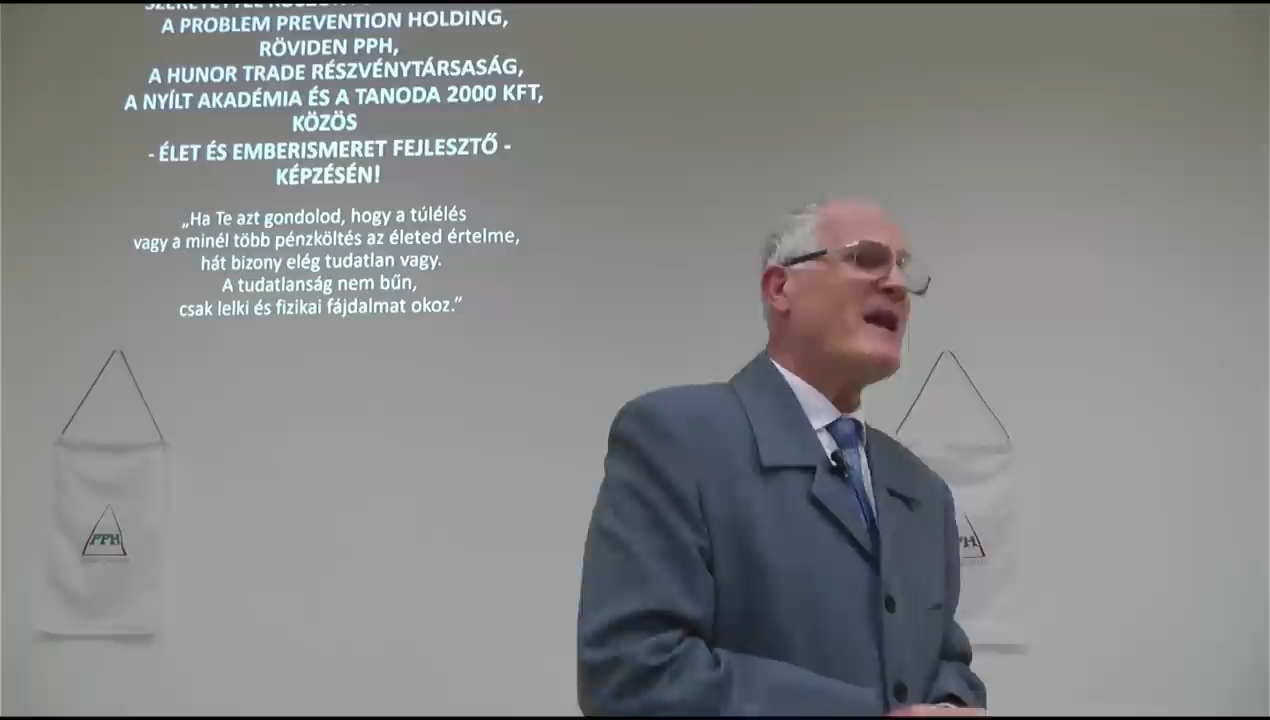 A PROBLEM PREVENTION HOLDING,
RÖVIDEN PPH,
A HUNOR TRADE RÉSZVÉNYTÁRSASÁG,
A NYÍLT AKADÉMIA ÉS A TANODA 2000 KFT,
KÖZÖS
- ÉLET ÉS EMBERISMERET FEJLESZTŐ -
KÉPZÉSÉN!
„Ha Te azt gondolod, hogy a túlélés
vagy a minél több pénzköltés az életed értelme,
hát bizony elég tudatlan vagy.
A tudatlanság nem bűn,
csak lelki és fizikai fájdalmat okoz.”
PPH
PH